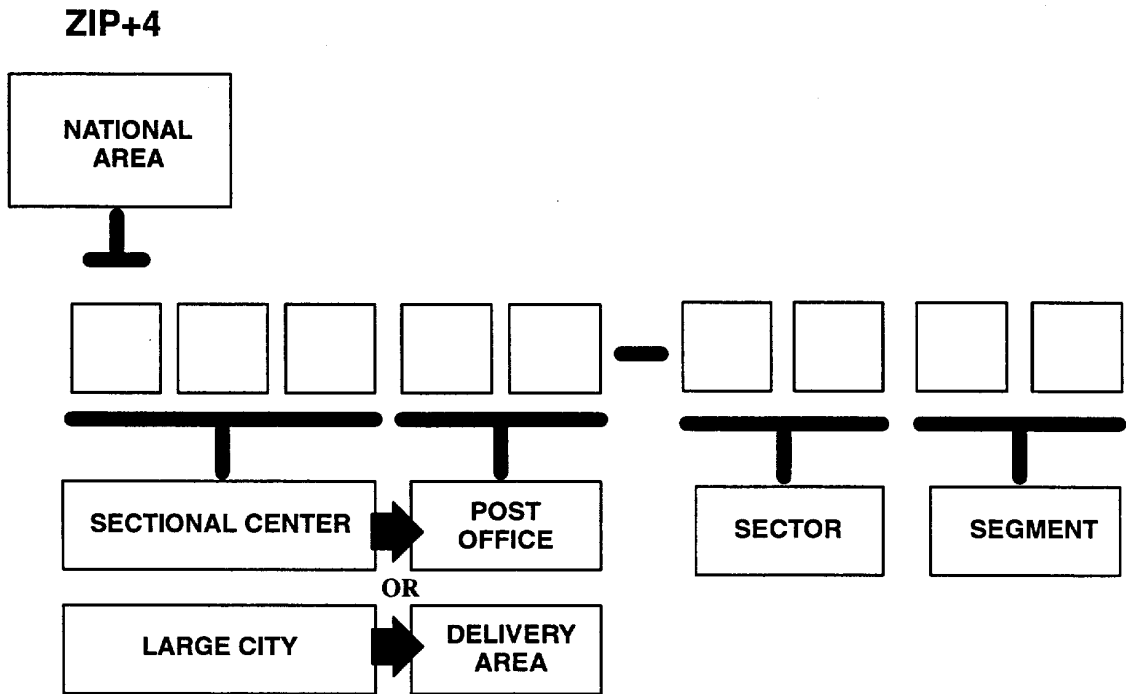 ZIP+4
NATIONAL
AREA
SECTIONAL CENTER
POST
OFFICE
SECTOR
SEGMENT
OR
LARGE CITY
DELIVERY
AREA